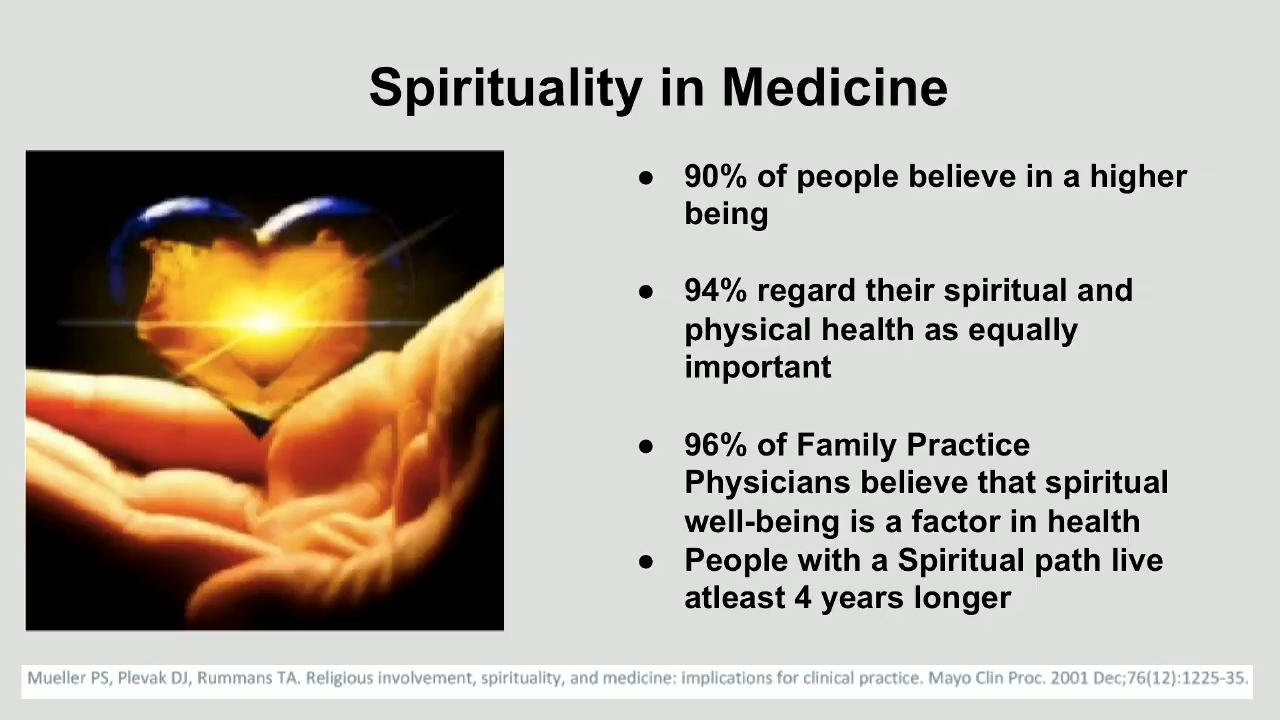 Spirituality in Medicine
● 90% of people believe in a higher
being
● 94% regard their spiritual and
physical health as equally
important
● 96% of Family Practice
Physicians believe that spiritual
well-being is a factor in health
● People with a Spiritual path live
atleast 4 years longer
Mueller PS, Plevak DJ, Rummans TA. Religious involvement, spirituality, and medicine: implications for clinical practice. Mayo Clin Proc. 2001 Dec;76(12):1225-35.